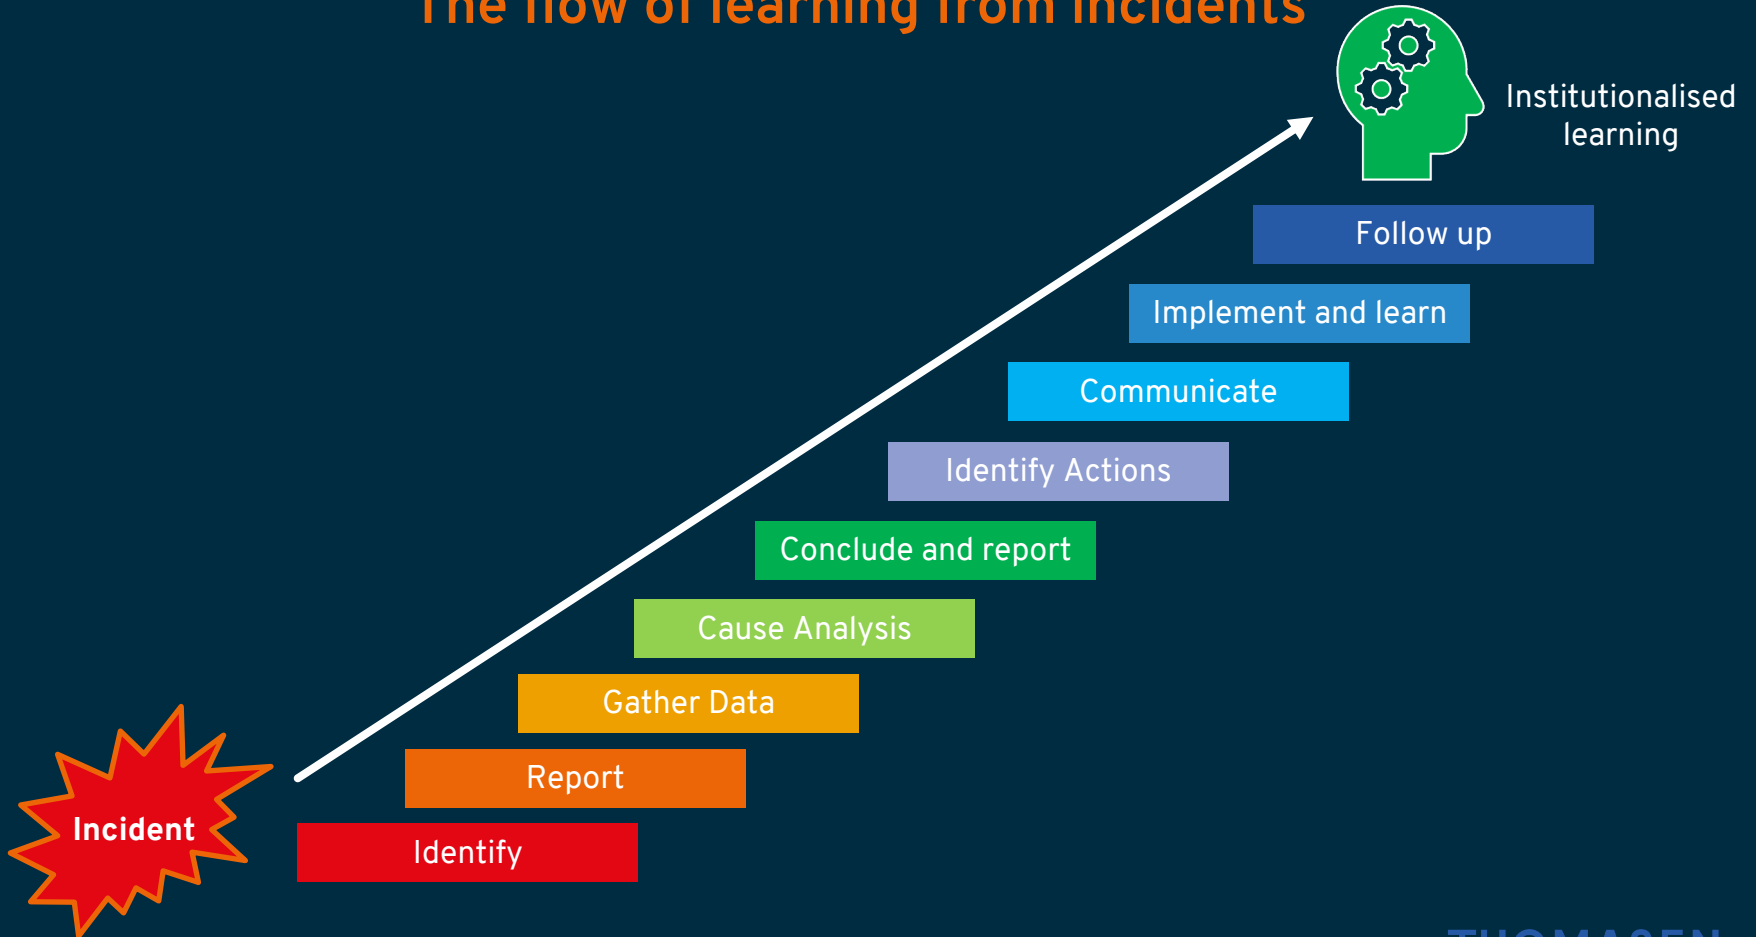 The flow of learning from incidents
Institutionalised
learning
Follow up
Implement and learn
Communicate
Identify Actions
Conclude and report
Cause Analysis
Gather Data
Report
Incident
Identify
THOMASEN